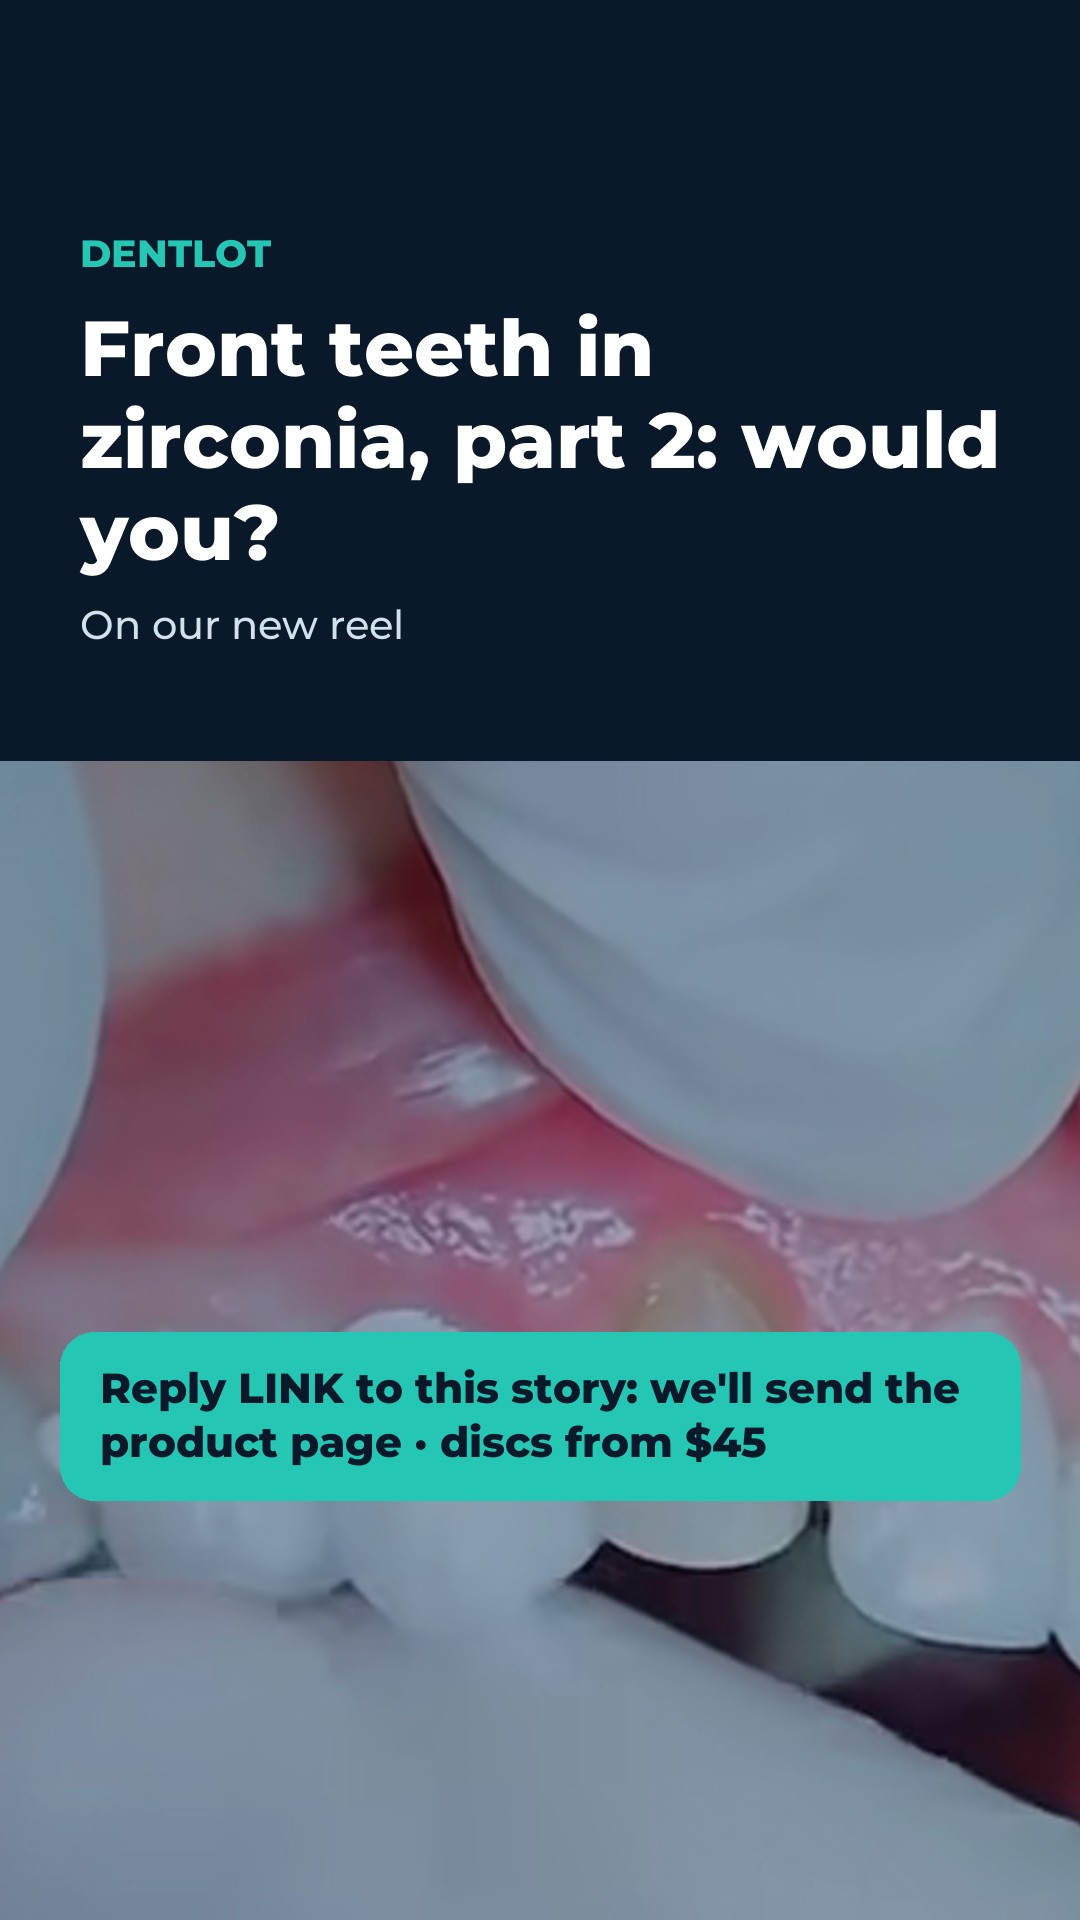 DENTLOT
Front teeth in
zirconia, part 2: would
you?
On our new reel
Reply LINK to this story: we'll send the
product page · discs from $45